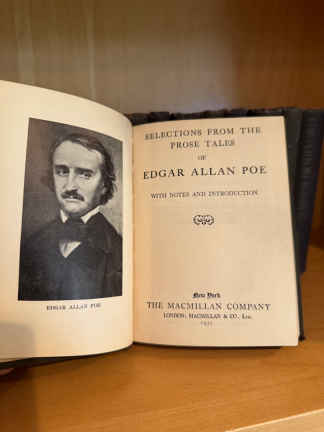 EDGAR ALLAN POE
SELECTIONS FROM THE
PROSE TALES
OF
EDGAR ALLAN POE
WITH NOTES AND INTRODUCTION
New York
THE MACMILLAN COMPANY
LONDON: MACMILLAN & CO., Ltd.